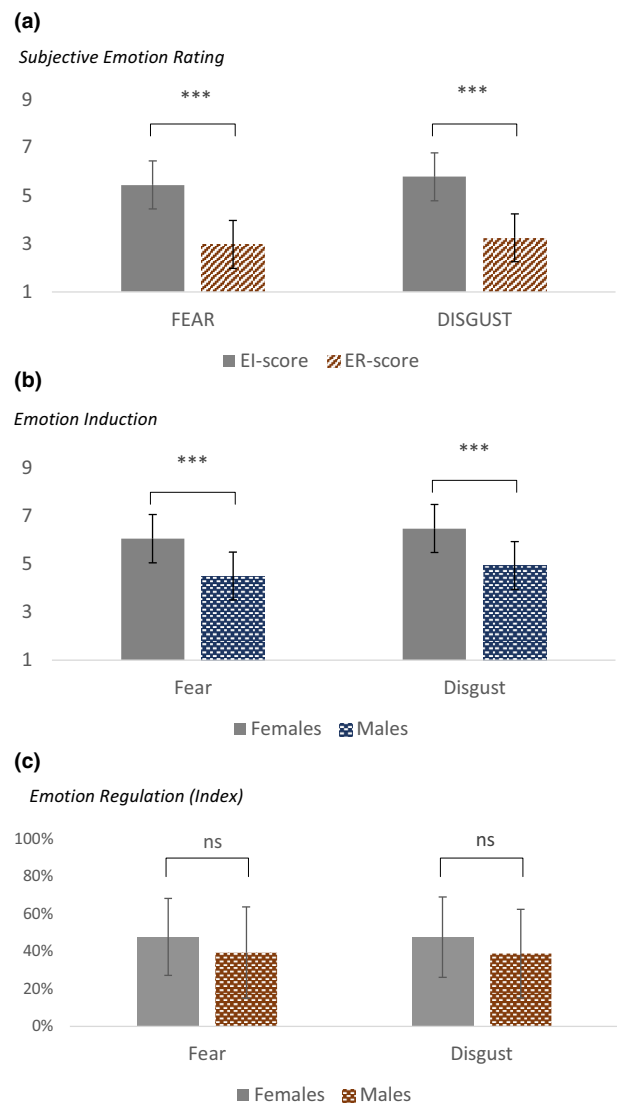 (a)
Subjective Emotion Rating
9
*** ***
7
5
3
1
FEAR DISGUST
EI-score ER-score
(b)
Emotion Induction
9
*** ***
7
5
3
1
Fear Disgust
Females Males
(c)
Emotion Regulation (Index)
100%
ns ns
80%
60%
40%
20%
0%
Fear Disgust
Females Males